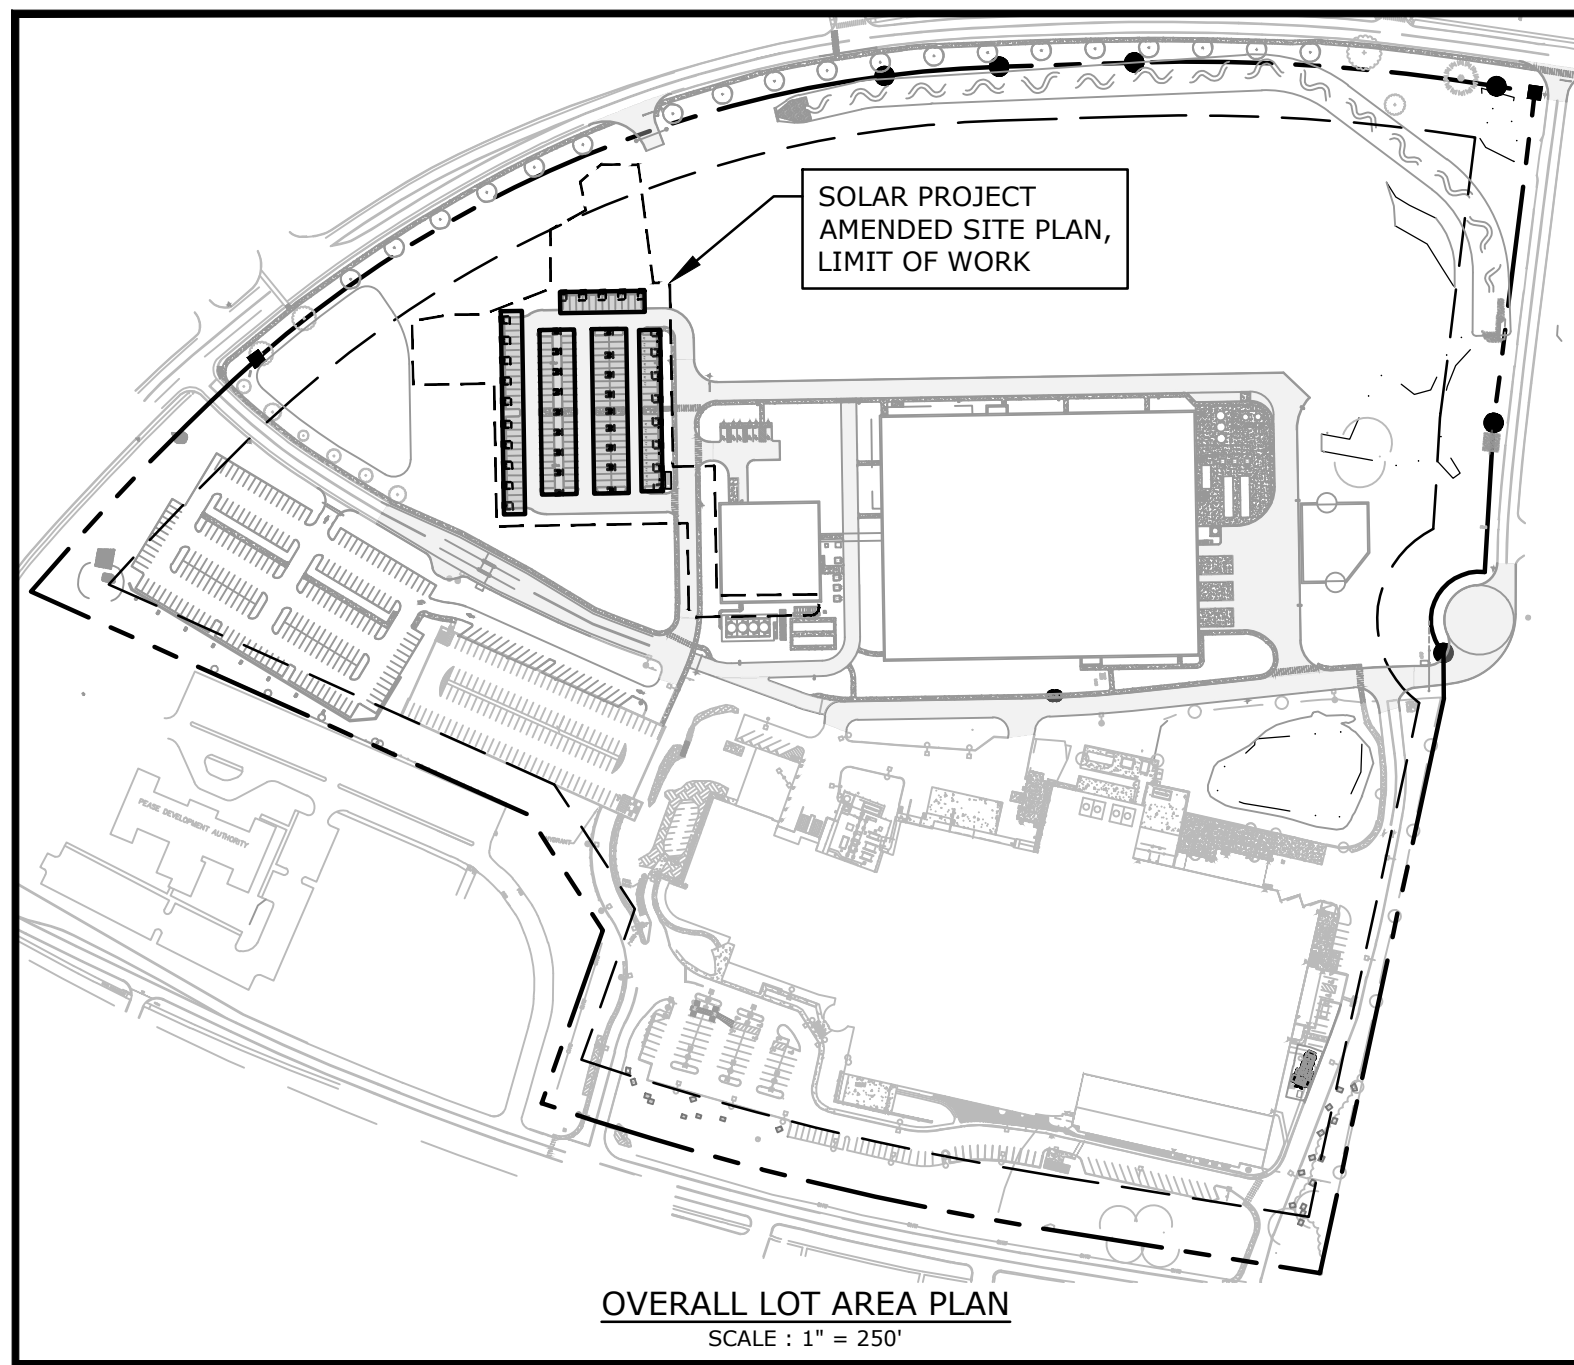 SOLAR PROJECT
AMENDED SITE PLAN,
LIMIT OF WORK
PEASE DEVELOPMENT AUTHORITY
OVERALL LOT AREA PLAN
SCALE : 1" = 250'